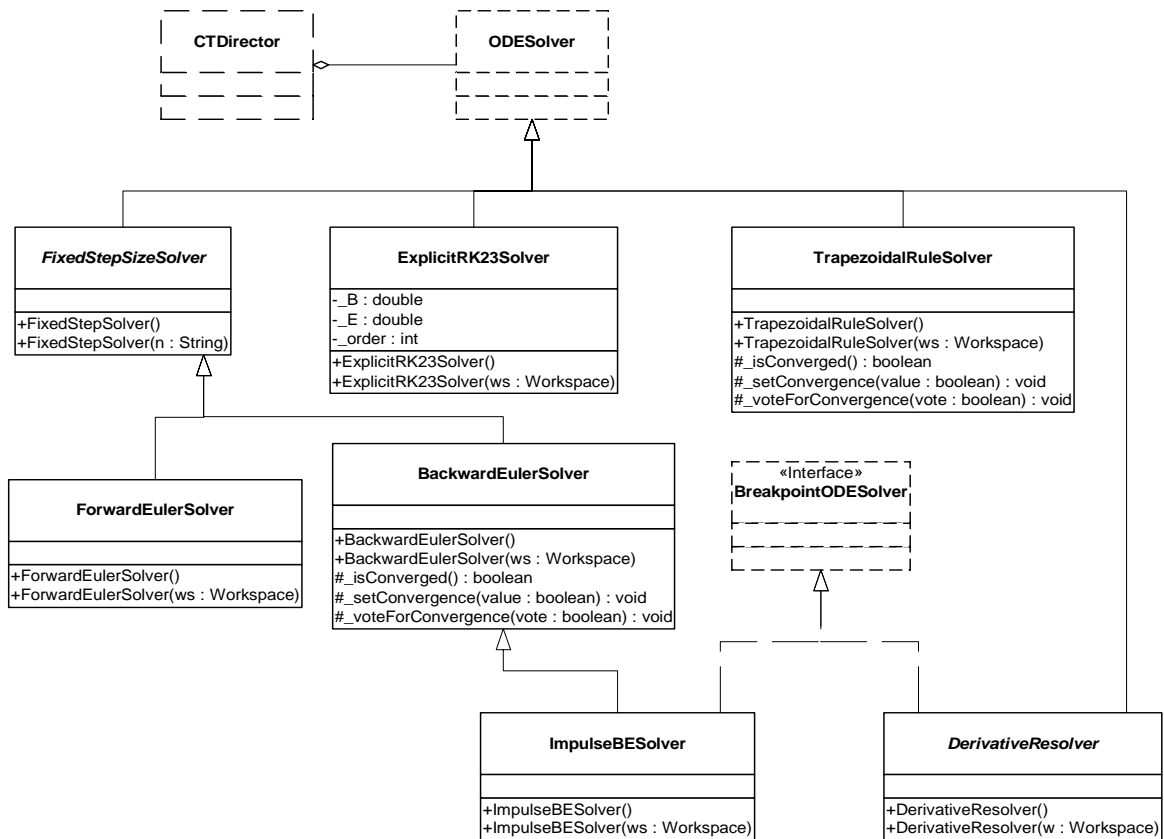 CTDirector
ODESolver
FixedStepSizeSolver
+FixedStepSolver()
+FixedStepSolver(n : String)
ExplicitRK23Solver
-_B : double
-_E : double
-_order : int
+ExplicitRK23Solver()
+ExplicitRK23Solver(ws : Workspace)
TrapezoidalRuleSolver
+TrapezoidalRuleSolver()
+TrapezoidalRuleSolver(ws : Workspace)
#_isConverged() : boolean
#_setConvergence(value : boolean) : void
#_voteForConvergence(vote : boolean) : void
ForwardEulerSolver
+ForwardEulerSolver()
+ForwardEulerSolver(ws : Workspace)
BackwardEulerSolver
+BackwardEulerSolver()
+BackwardEulerSolver(ws : Workspace)
#_isConverged() : boolean
#_setConvergence(value : boolean) : void
#_voteForConvergence(vote : boolean) : void
«Interface»
BreakpointODESolver
ImpulseBESolver
+ImpulseBESolver()
+ImpulseBESolver(ws : Workspace)
DerivativeResolver
+DerivativeResolver()
+DerivativeResolver(w : Workspace)